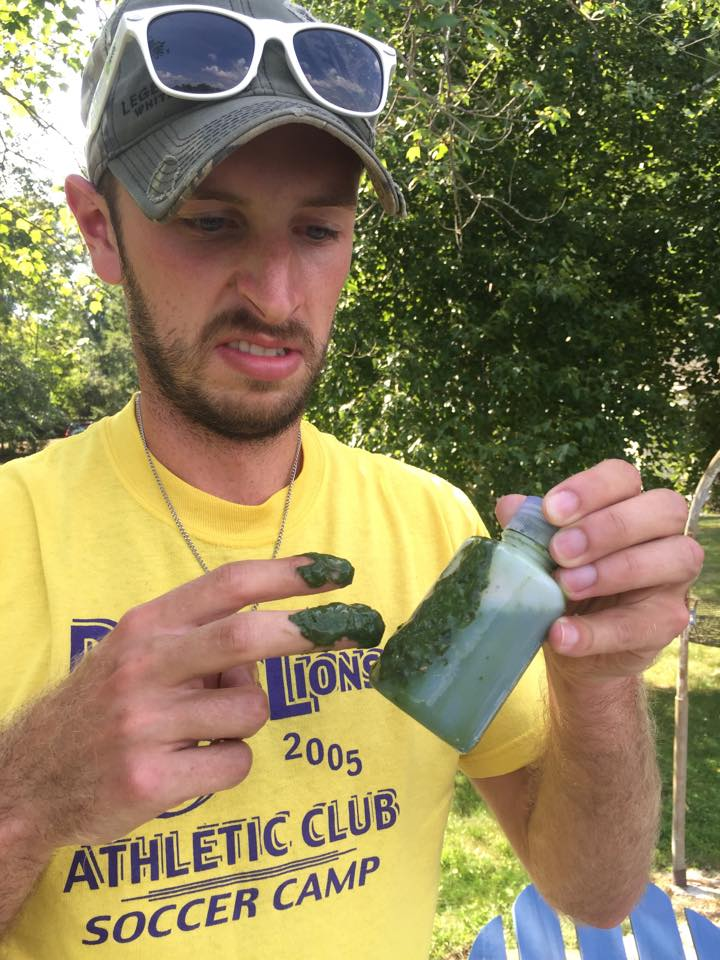 LIONS
2005
ATHLETIC CLUB
SOCCER CAMP